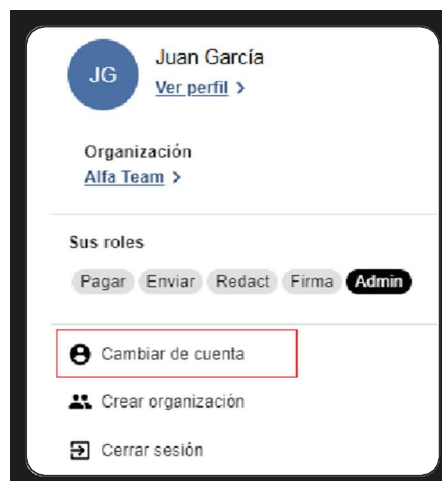 JG
Juan García
Ver perfil >
Organización
Alfa Team >
Sus roles
Pagar Enviar Redact Firma Admin
Cambiar de cuenta
Crear organización
Cerrar sesión